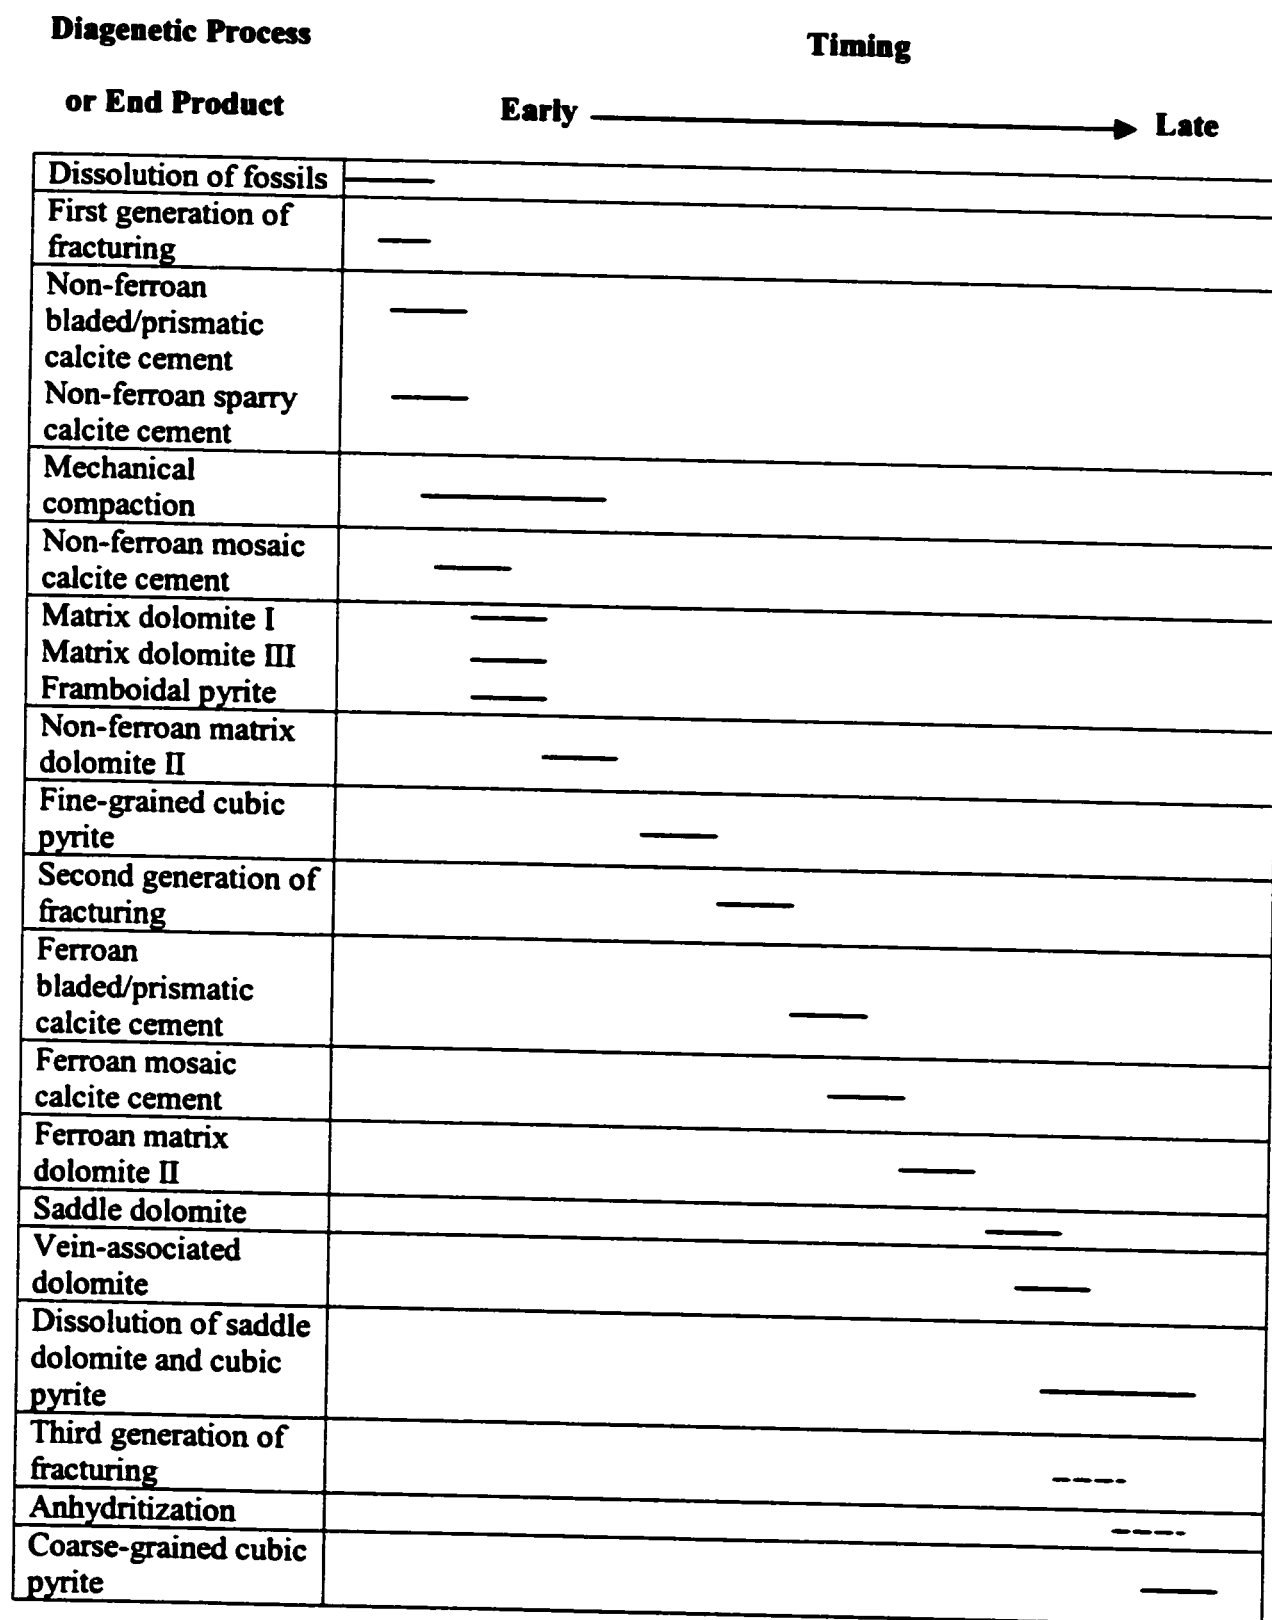 Diagenetic Process
Timing
or End Product
Early
Late
Dissolution of fossils
First generation of
fracturing
Non-ferroan
bladed/prismatic
calcite cement
Non-ferroan sparry
calcite cement
Mechanical
compaction
Non-ferroan mosaic
calcite cement
Matrix dolomite I
Matrix dolomite III
Framboidal pyrite
Non-ferroan matrix
dolomite II
Fine-grained cubic
pyrite
Second generation of
fracturing
Ferroan
bladed/prismatic
calcite cement
Ferroan mosaic
calcite cement
Ferroan matrix
dolomite II
Saddle dolomite
Vein-associated
dolomite
Dissolution of saddle
dolomite and cubic
pyrite
Third generation of
fracturing
Anhydritization
Coarse-grained cubic
pyrite